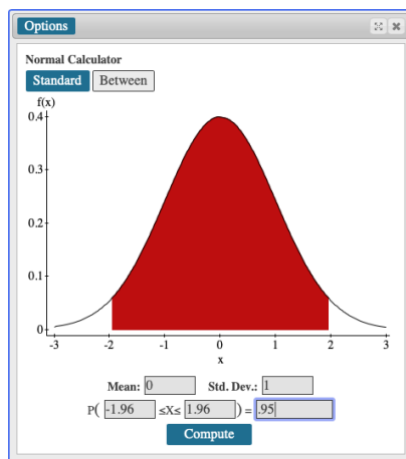 Options
Normal Calculator
Standard Between
f(x)
0.4
0.3
0.2
0.1
0
-3 -2 -1 0 1 2 3
x
Mean: 0 Std. Dev.: 1
P( -1.96 ≤X≤ 1.96 ) = .95
Compute